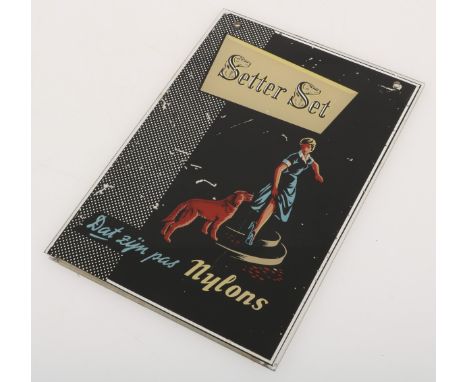 Setter Set
Dat zijn pas
Nylons